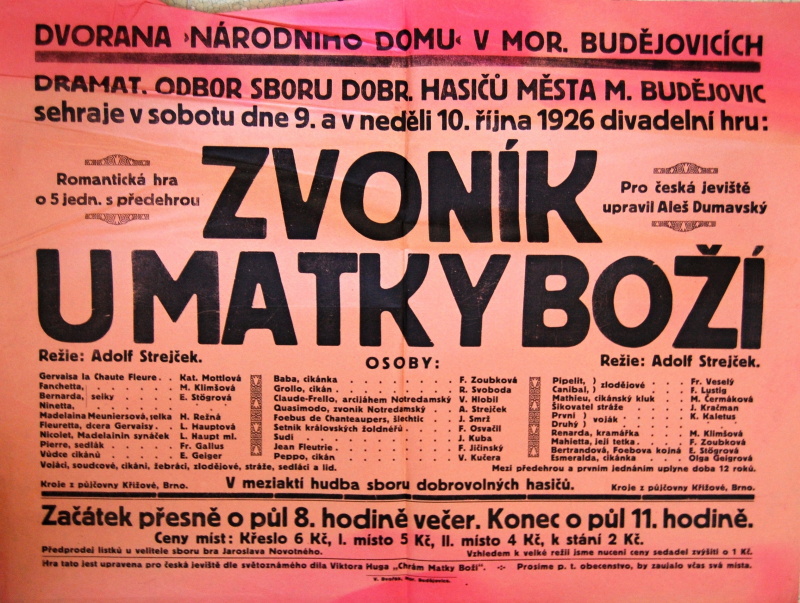 DVORANA ›NÁRODNÍHO DOMU‹ V MOR. BUDĚJOVICÍCH
DRAMAT. ODBOR SBORU DOBR. HASIČŮ MĚSTA M. BUDĚJOVIC
sehraje v sobotu dne 9. a v neděli 10. října 1926 divadelní hru:
Romantická hra
o 5 jedn. s předehrou
ZVONÍK
Pro česká jeviště
upravil Aleš Dumavský
U MATKY BOŽÍ
Režie: Adolf Strejček.
OSOBY:
Režie: Adolf Strejček.
Gervaisa la Chaute Fleure . . Kat. Mottlová
Fanchetta, . . . . M. Klimšová
Bernarda, selky . . . E. Stögrová
Ninetta, . . . .
Madelaina Meuniersová, selka . H. Režná
Fleuretta, dcera Gervaisy . . L. Hauptová
Nicolet, Madelainin synáček . L. Haupt ml.
Pierre, sedlák . . . . Fr. Gallus
Vůdce cikánů . . . . E. Geiger
Baba, cikánka . . . . . . . F. Zoubková
Grollo, cikán . . . . . . . R. Svoboda
Claude-Frello, arcijáhem Notredamský . V. Hlobil
Quasimodo, zvoník Notredamský . . A. Strejček
Foebus de Chanteaupers, šlechtic . . J. Smrž
Setník královských žoldnéřů . . . F. Osvačil
Sudí . . . . . . . . J. Kuba
Jean Fleutrie . . . . . . . F. Jičínský
Peppo, cikán . . . . . . . V. Kučera
Pipelit, ) zlodějové . . . Fr. Veselý
Canibal, ) . . . F. Lustig
Mathieu, cikánský kluk . . M. Čermáková
Šikovatel stráže . . . . J. Kračman
První ) voják . . . . K. Kaletus
Druhý )
Renarda, kramářka . . . M. Klimšová
Mahietta, její tetka . . . . F. Zoubková
Bertrandová, Foebova kojná E. Stögrová
Esmeralda, cikánka . . Olga Geigrová
Vojáci, soudcové, cikáni, žebráci, zlodějové, stráže, sedláci a lid.
Mezi předehrou a prvním jednáním uplyne doba 12 roků.
Kroje z půjčovny Křížové, Brno.
V meziaktí hudba sboru dobrovolných hasičů.
Kroje z půjčovny Křížové, Brno.
Začátek přesně o půl 8. hodině večer. Konec o půl 11. hodině.
Ceny míst: Křeslo 6 Kč, I. místo 5 Kč, II. místo 4 Kč, k stání 2 Kč.
Předprodej lístků u velitele sboru bra Jaroslava Novotného.
Vzhledem k velké režii jsme nuceni ceny sedadel zvýšiti o 1 Kč.
Hra tato jest upravena pro česká jeviště dle světoznámého díla Viktora Huga „Chrám Matky Boží".
Prosíme p. t. obecenstvo, by zaujalo včas svá místa.
V. Dvořák, Mor. Budějovice.